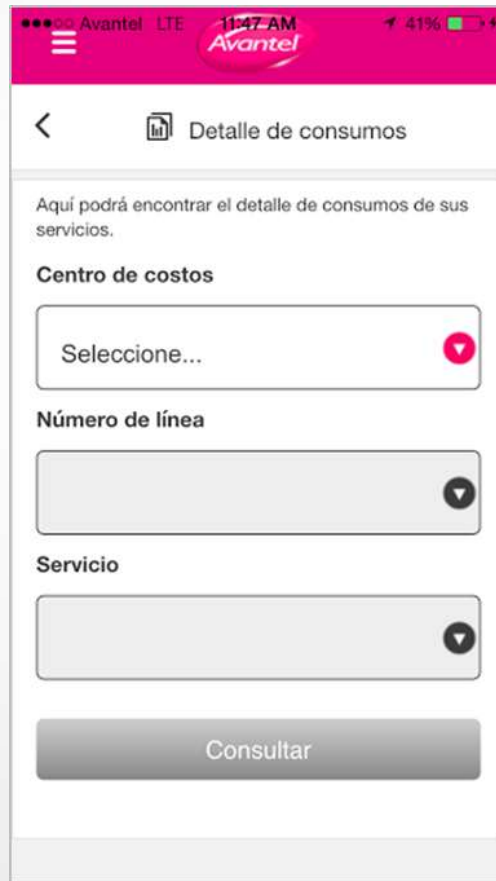 Avantel LTE 11:47 AM 41%
Avantel
Detalle de consumos
Aquí podrá encontrar el detalle de consumos de sus
servicios.
Centro de costos
Seleccione...
Número de línea
Servicio
Consultar